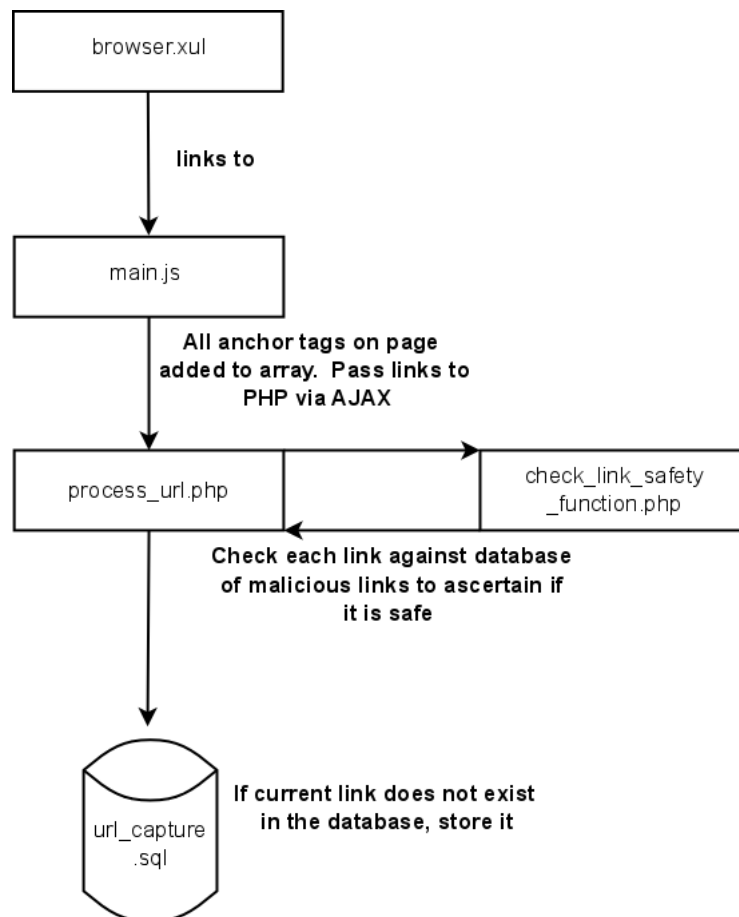 browser.xul
links to
main.js
All anchor tags on page
added to array.  Pass links to
PHP via AJAX
process_url.php
check_link_safety
_function.php
Check each link against database
of malicious links to ascertain if
it is safe
If current link does not exist
in the database, store it
url_capture
.sql